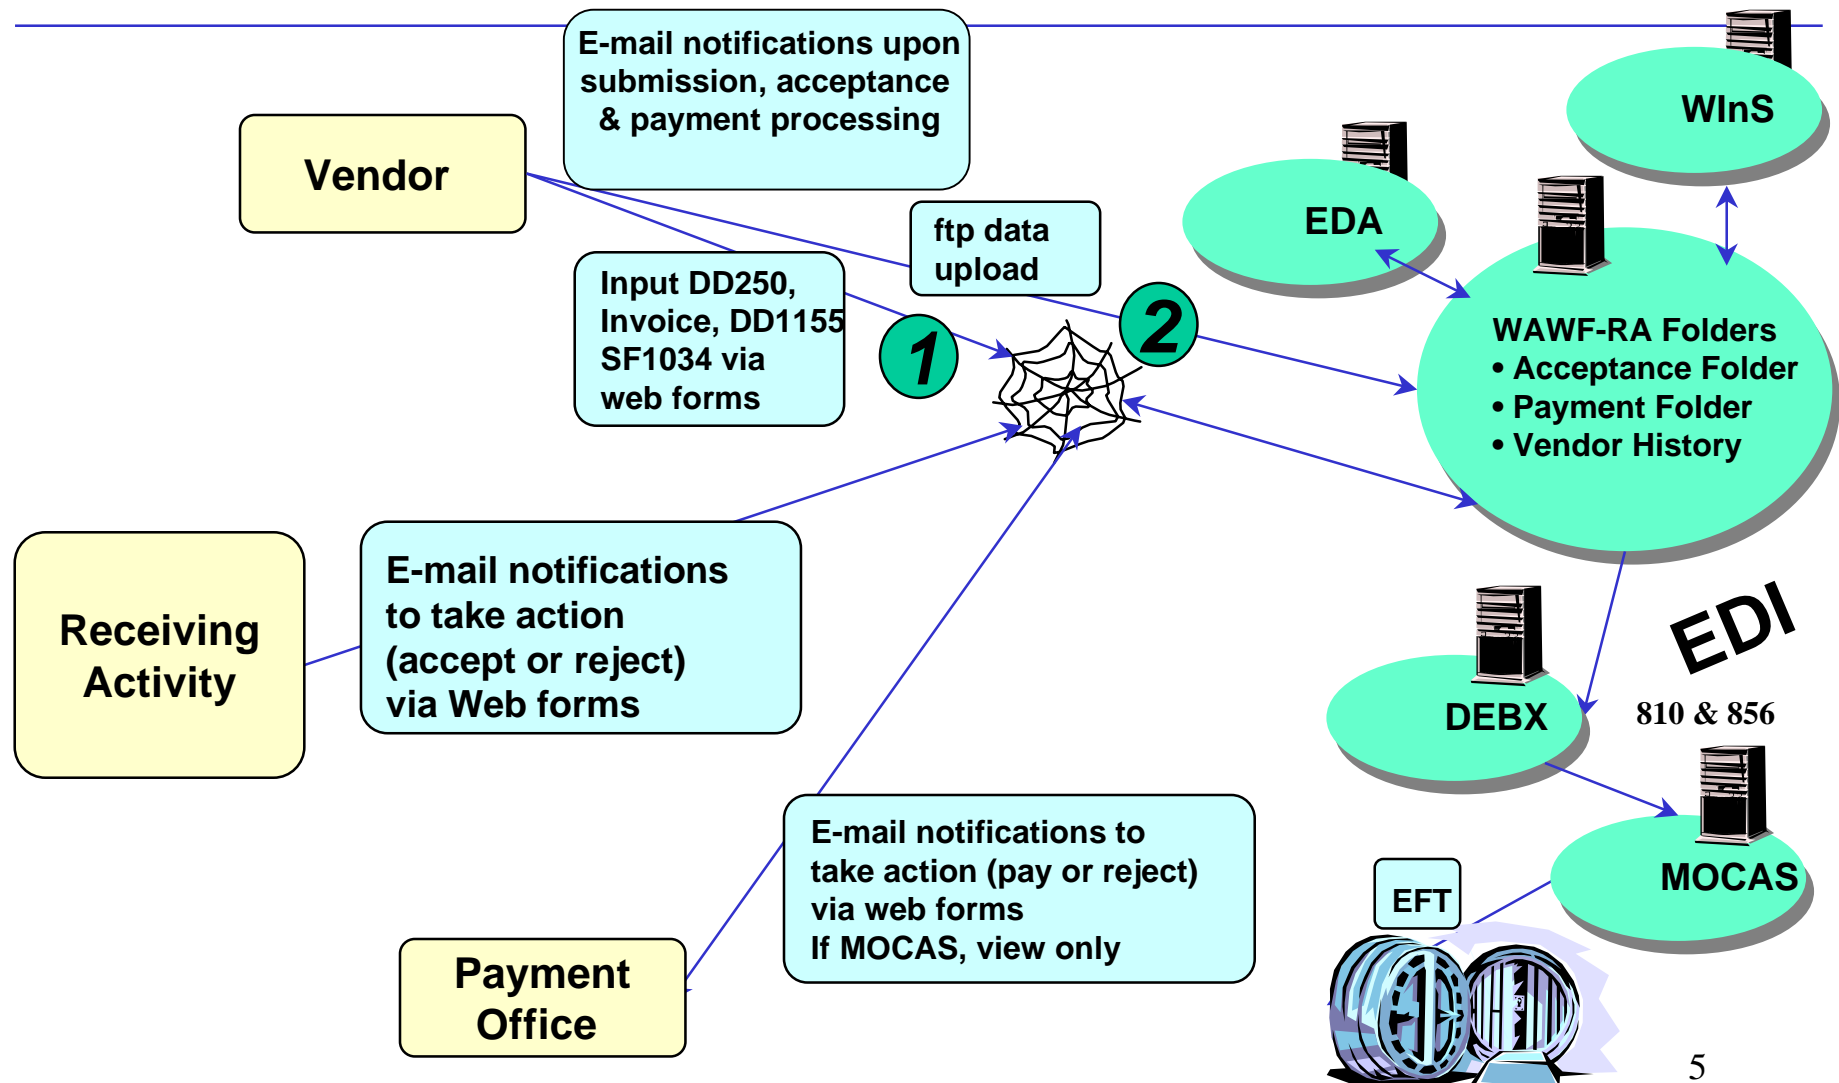 E-mail notifications upon
submission, acceptance
& payment processing
WInS
Vendor
EDA
ftp data
upload
Input DD250,
Invoice, DD1155
SF1034 via
web forms
1
2
WAWF-RA Folders
• Acceptance Folder
• Payment Folder
• Vendor History
E-mail notifications
to take action
(accept or reject)
via Web forms
Receiving
Activity
EDI
810 & 856
DEBX
E-mail notifications to
take action (pay or reject)
via web forms
If MOCAS, view only
MOCAS
EFT
Payment
Office
5